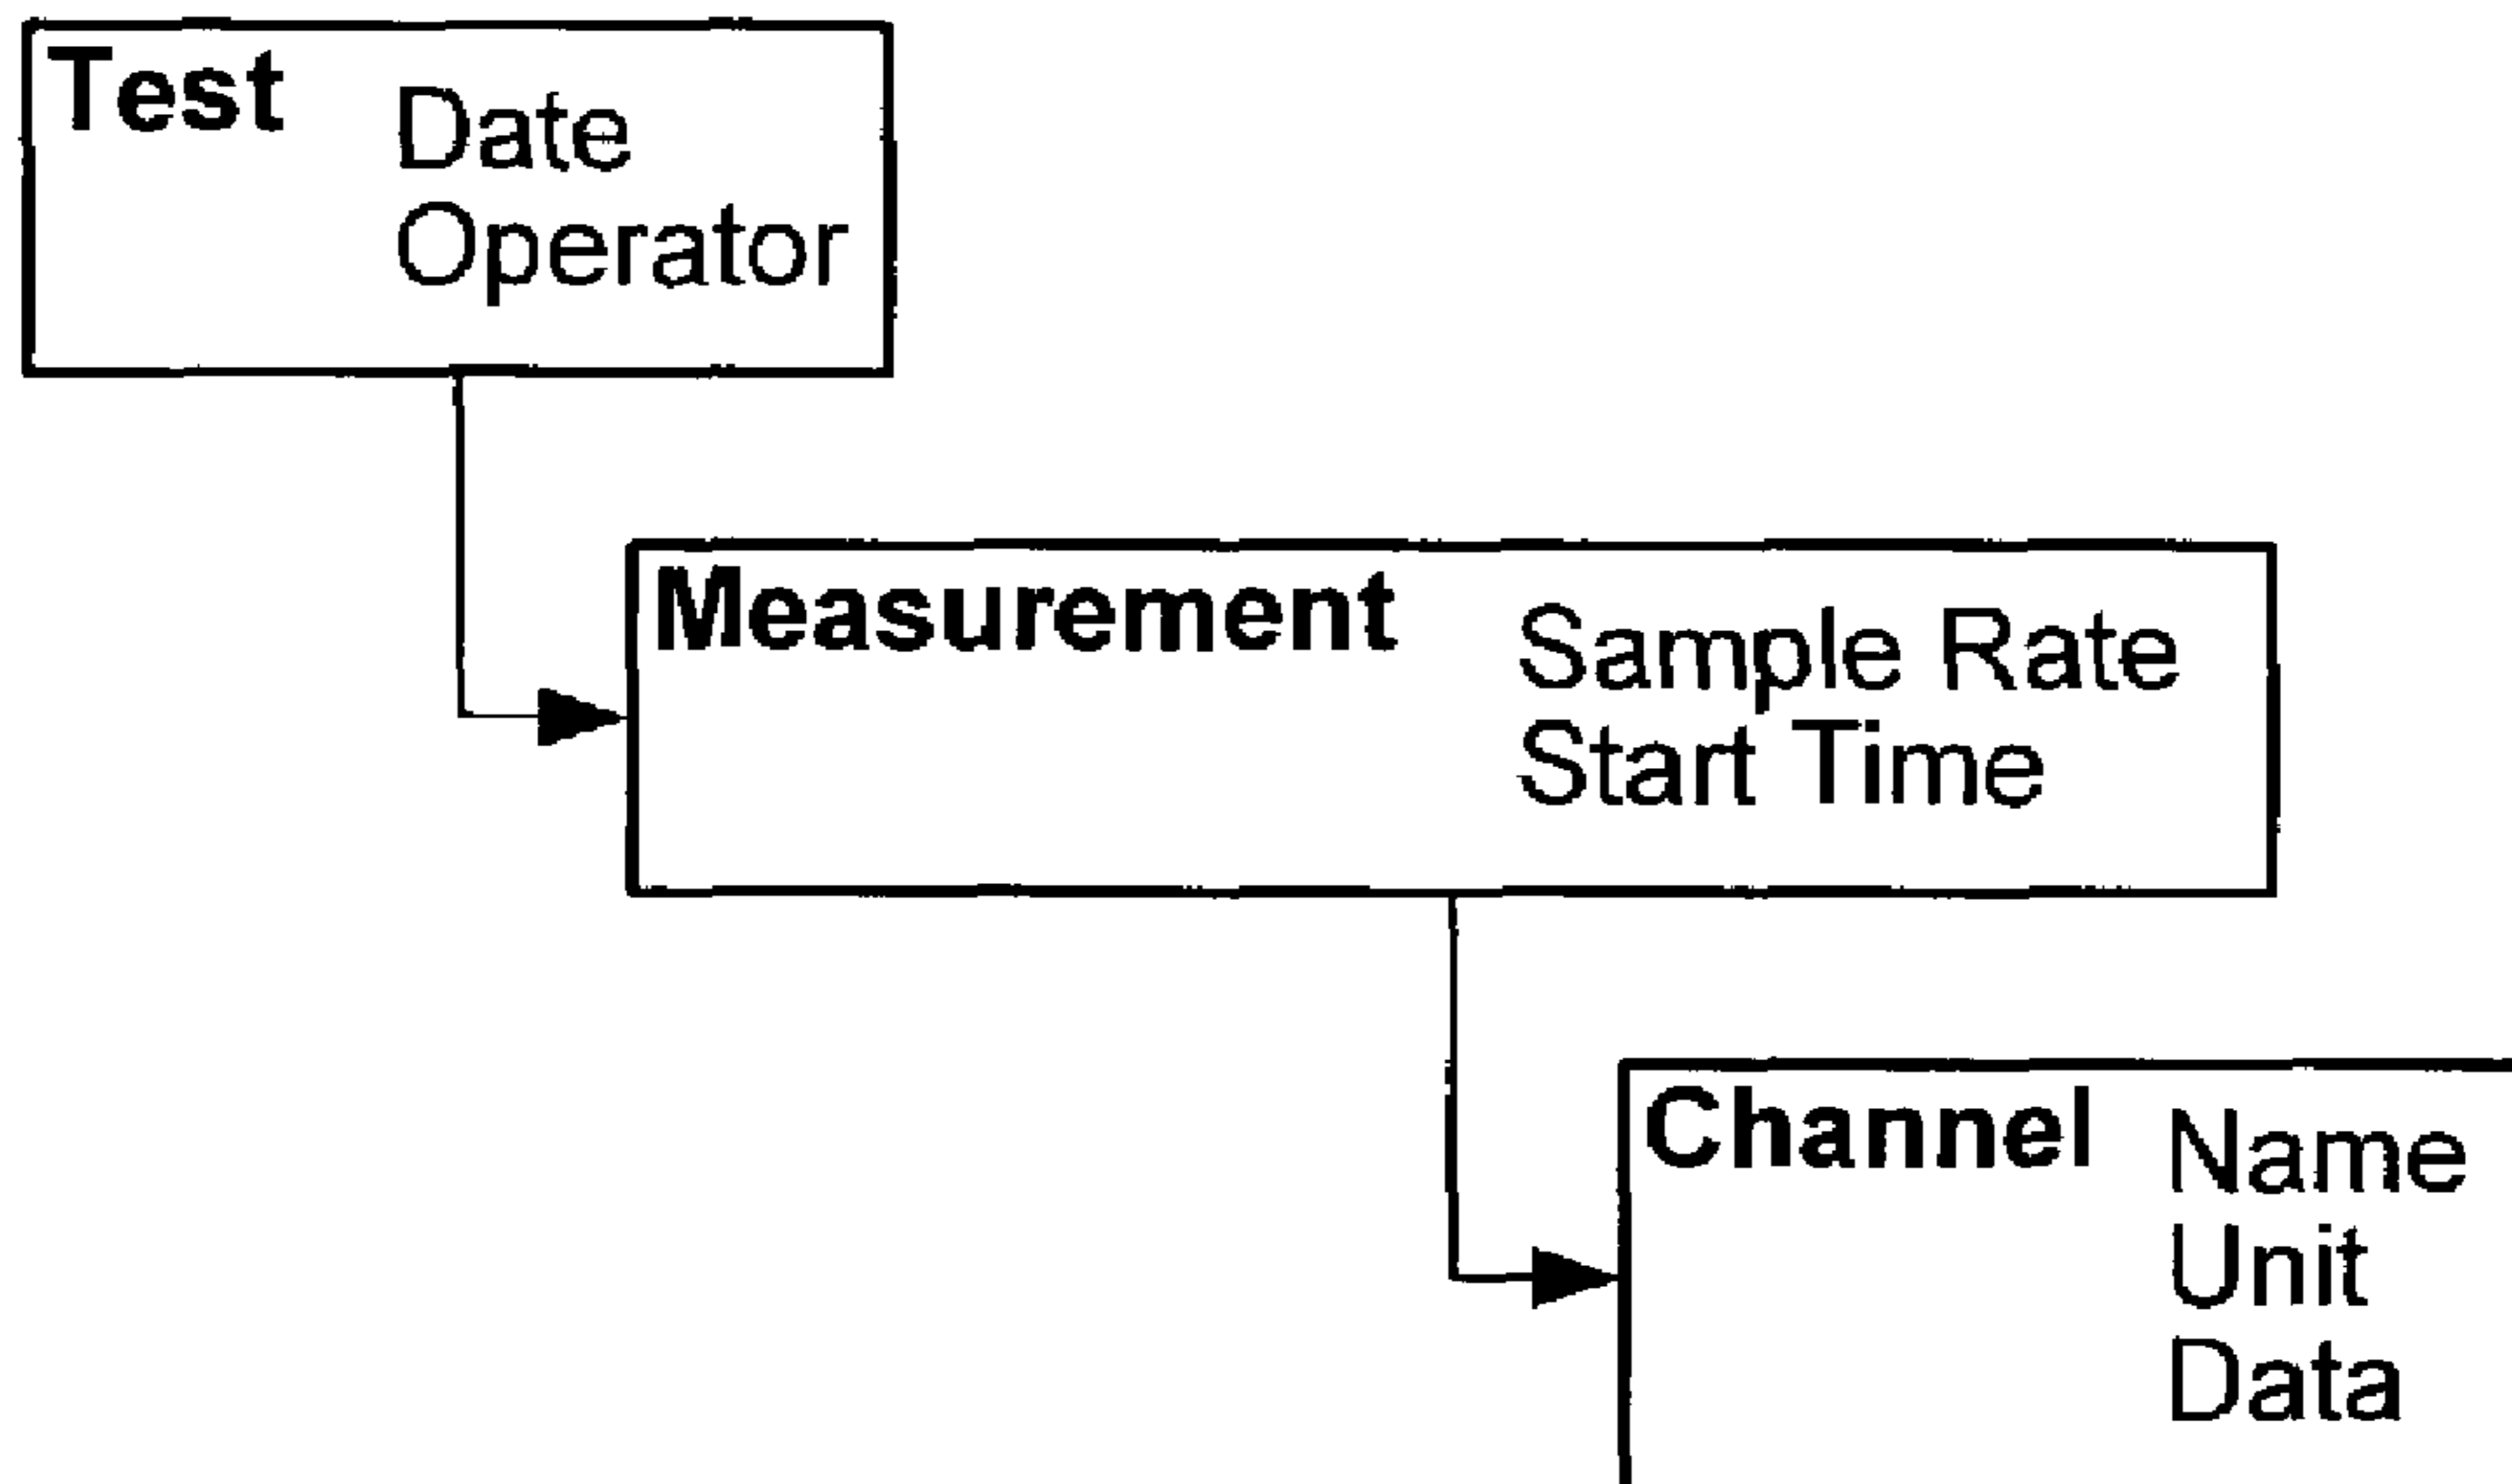 Test
Date
Operator
Measurement
Sample Rate
Start Time
Channel
Name
Unit
Data